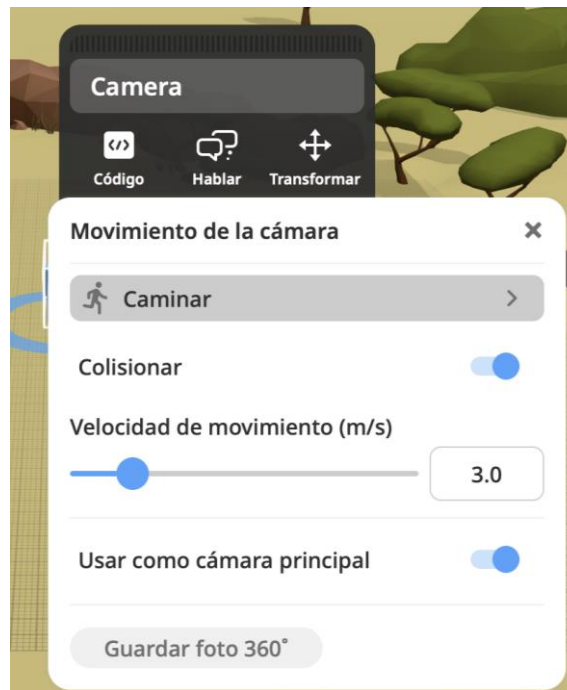 Camera
Código Hablar Transformar
Movimiento de la cámara
Caminar
Colisionar
Velocidad de movimiento (m/s)
3.0
Usar como cámara principal
Guardar foto 360°